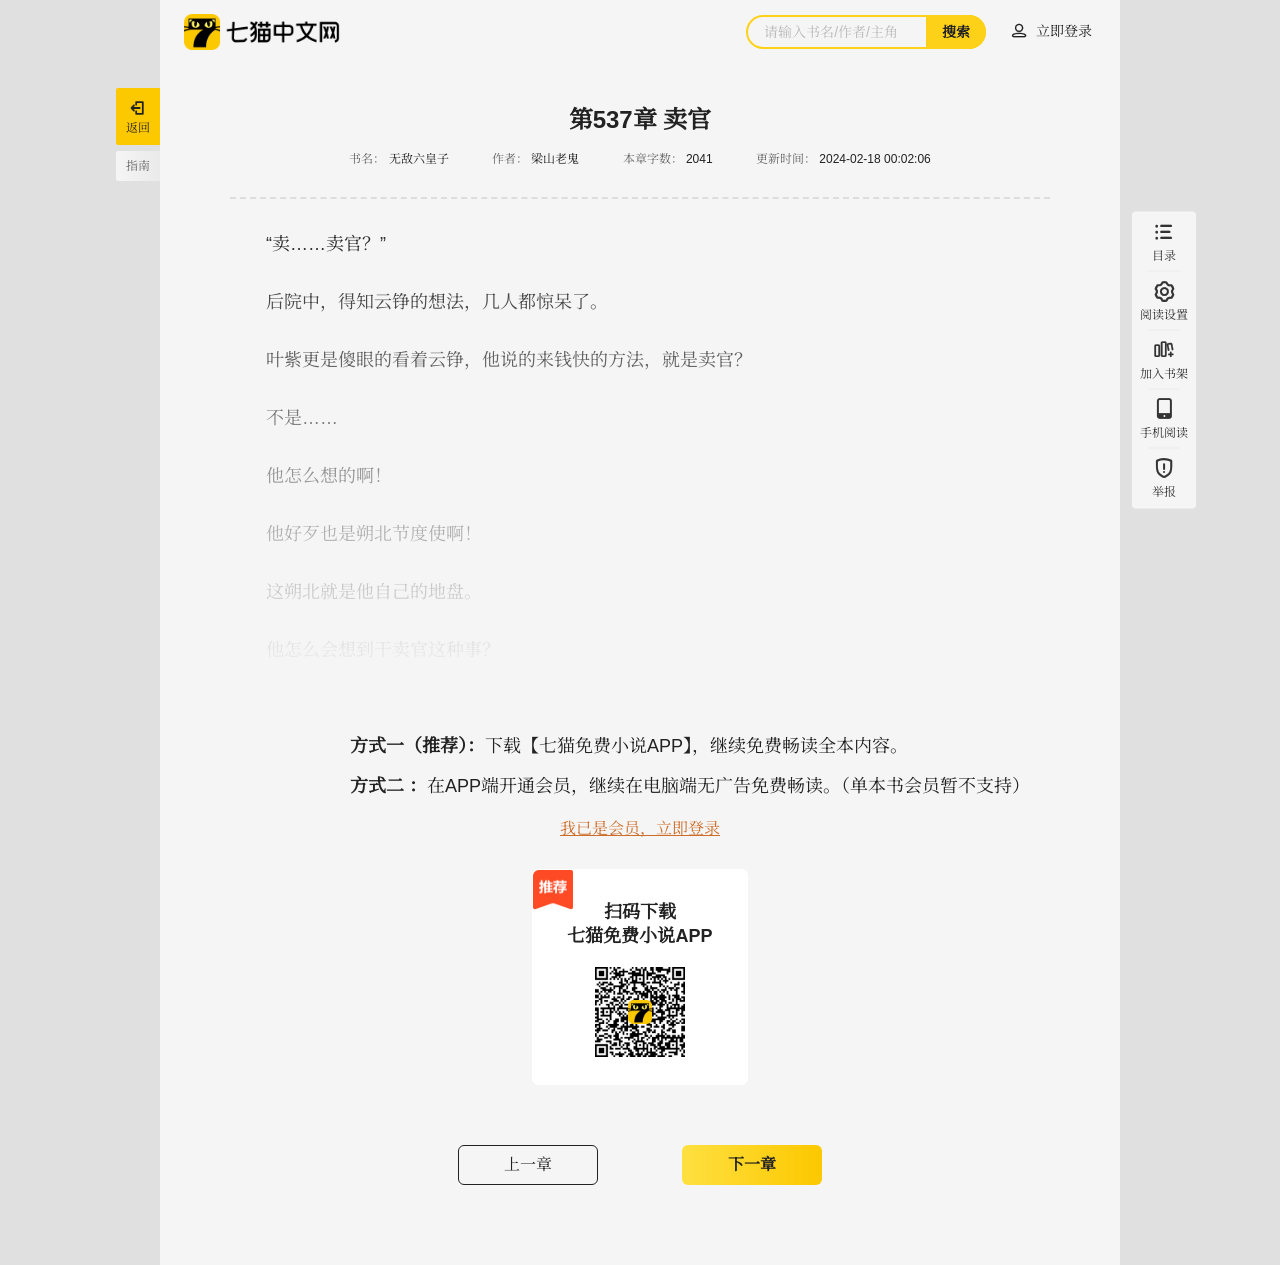 七猫中文网
请输入书名/作者/主角
搜索
立即登录
返回
指南
第537章 卖官
书名： 无敌六皇子 作者： 梁山老鬼 本章字数： 2041 更新时间： 2024-02-18 00:02:06
“卖……卖官？”
后院中，得知云铮的想法，几人都惊呆了。
叶紫更是傻眼的看着云铮，他说的来钱快的方法，就是卖官？
不是……
他怎么想的啊！
他好歹也是朔北节度使啊！
这朔北就是他自己的地盘。
他怎么会想到干卖官这种事？
目录
阅读设置
加入书架
手机阅读
举报
方式一（推荐）：下载【七猫免费小说APP】，继续免费畅读全本内容。
方式二 ：在APP端开通会员，继续在电脑端无广告免费畅读。（单本书会员暂不支持）
我已是会员，立即登录
推荐
扫码下载
七猫免费小说APP
上一章
下一章